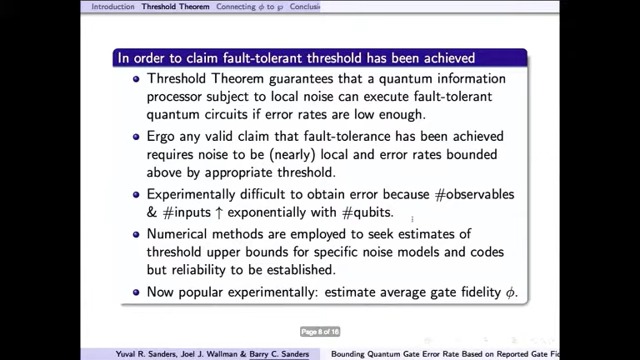 Introduction Threshold Theorem Connecting ϕ to ℘ Conclusi
In order to claim fault-tolerant threshold has been achieved
Threshold Theorem guarantees that a quantum information
processor subject to local noise can execute fault-tolerant
quantum circuits if error rates are low enough.
Ergo any valid claim that fault-tolerance has been achieved
requires noise to be (nearly) local and error rates bounded
above by appropriate threshold.
Experimentally difficult to obtain error because #observables
& #inputs ↑ exponentially with #qubits.
Numerical methods are employed to seek estimates of
threshold upper bounds for specific noise models and codes
but reliability to be established.
Now popular experimentally: estimate average gate fidelity ϕ.
Page 8 of 16
Yuval R. Sanders, Joel J. Wallman & Barry C. Sanders Bounding Quantum Gate Error Rate Based on Reported Gate Fid